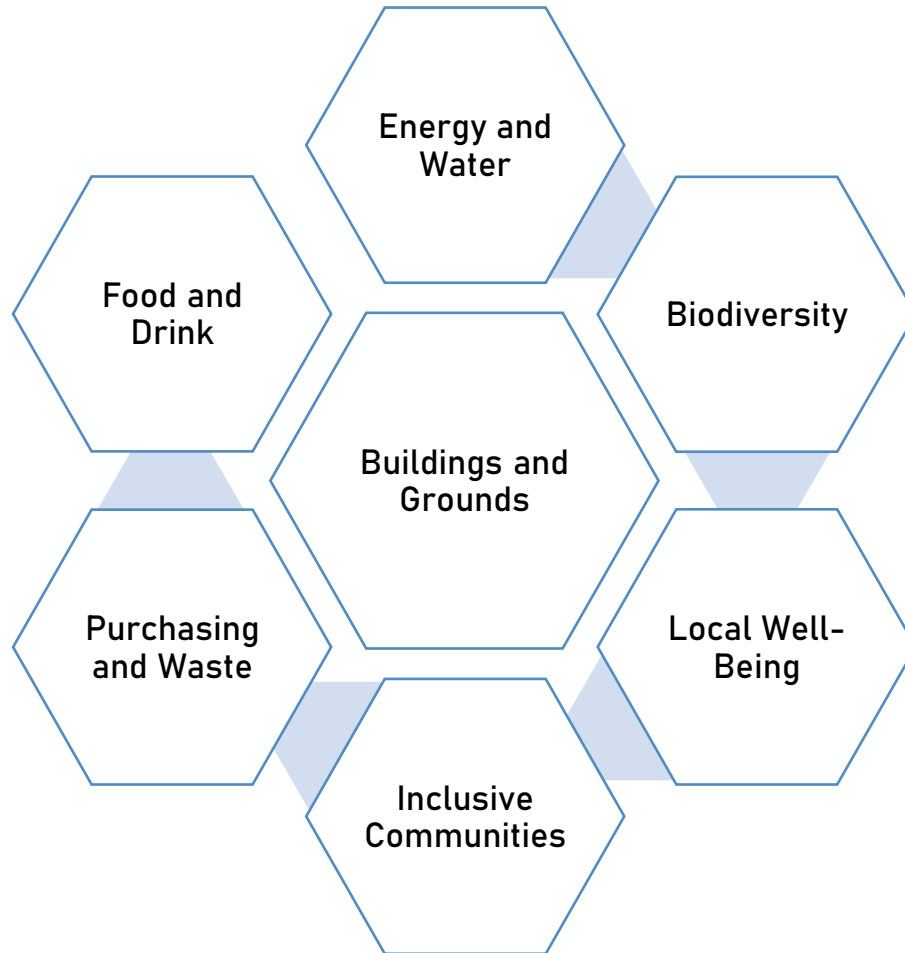 Energy and
Water
Food and
Drink
Biodiversity
Buildings and
Grounds
Purchasing
and Waste
Local Well-
Being
Inclusive
Communities